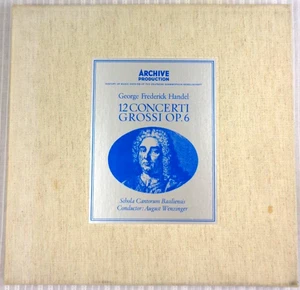 ARCHIVE
PRODUCTION
George Frederick Handel
12 CONCERTI
GROSSI OP. 6
Schola Cantorum Basiliensis
Conductor: August Wenzinger